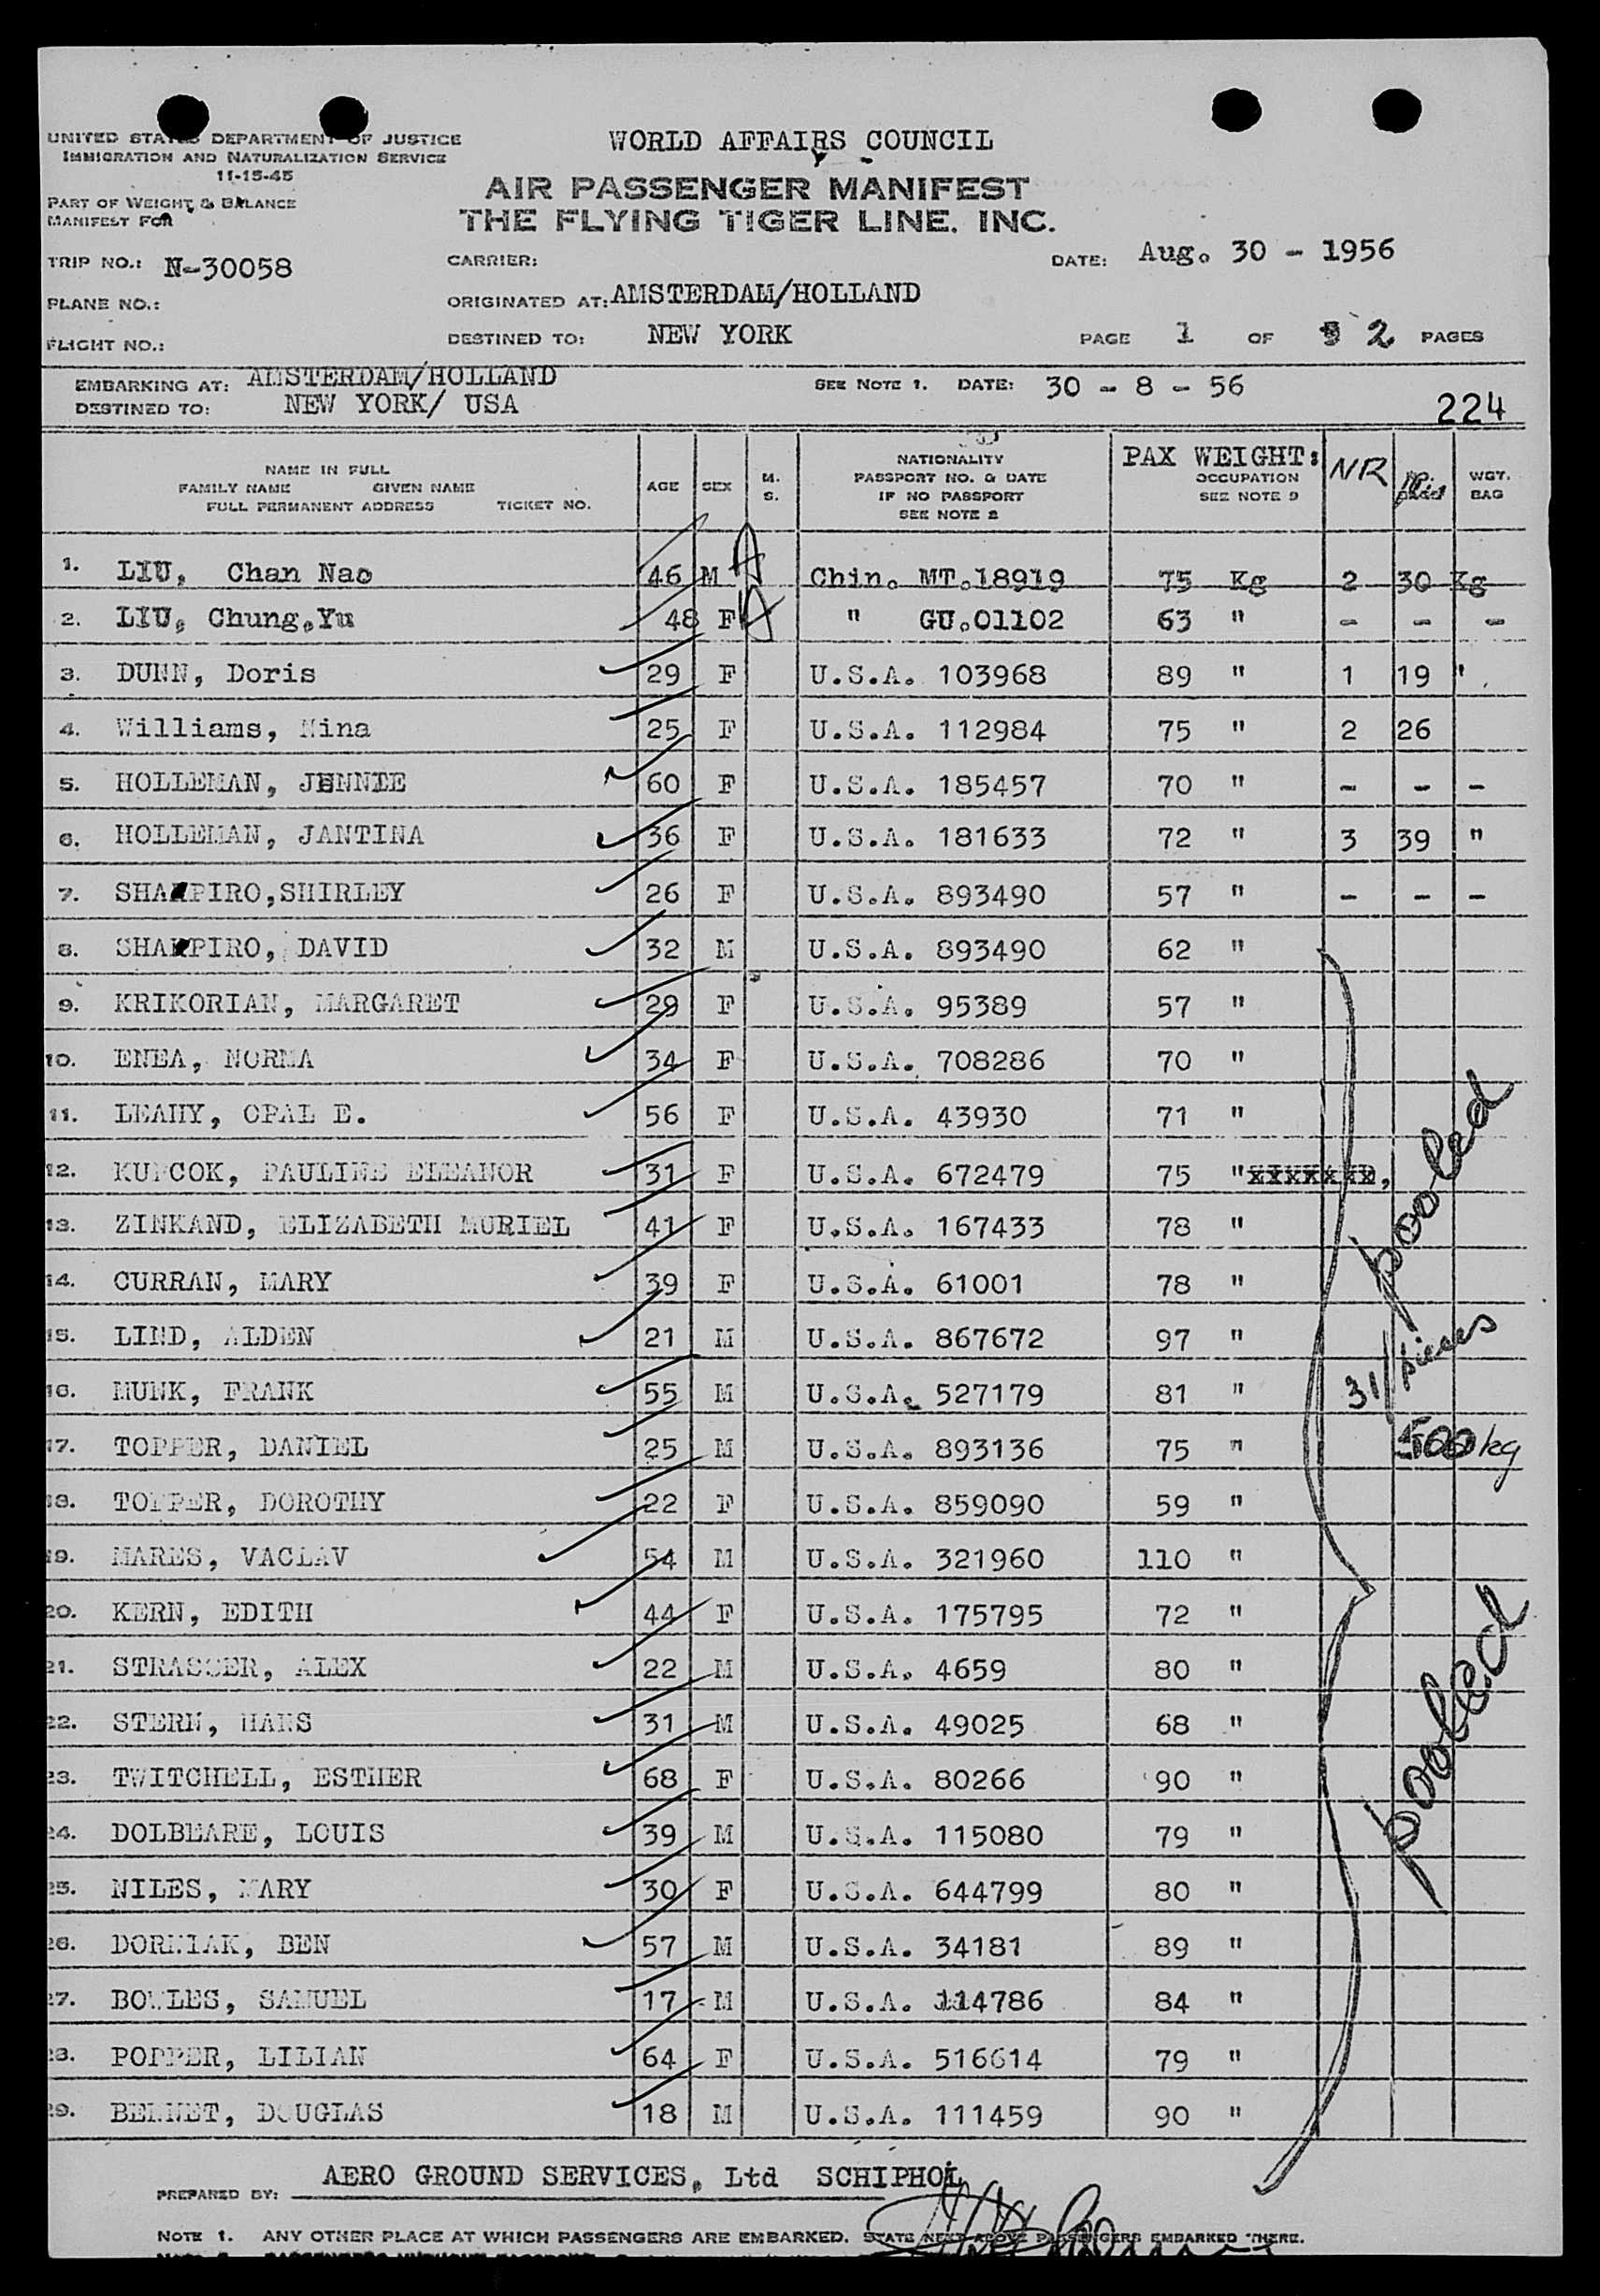 UNITED STATES DEPARTMENT OF JUSTICE
IMMIGRATION AND NATURALIZATION SERVICE
11-15-45
PART OF WEIGHT & BALANCE
MANIFEST FOR
WORLD AFFAIRS COUNCIL
AIR PASSENGER MANIFEST
THE FLYING TIGER LINE. INC.
TRIP NO.: N-30058 CARRIER: DATE: Aug. 30 - 1956
PLANE NO.: ORIGINATED AT: AMSTERDAM/HOLLAND
FLIGHT NO.: DESTINED TO: NEW YORK PAGE 1 OF 2 PAGES
EMBARKING AT: AMSTERDAM/HOLLAND SEE NOTE 1. DATE: 30 - 8 - 56
DESTINED TO: NEW YORK/ USA 224
NAME IN FULL
FAMILY NAME GIVEN NAME
FULL PERMANENT ADDRESS TICKET NO.
AGE SEX M. S.
NATIONALITY
PASSPORT NO. & DATE
IF NO PASSPORT
SEE NOTE 2
PAX WEIGHT:
OCCUPATION
SEE NOTE 9
NR
WGT. BAG
1. LIU, Chan Nao 46 M A Chin. MT.18919 75 Kg 2 30 Kg
2. LIU, Chung.Yu 48 F A " GU.01102 63 " - - -
3. DUNN, Doris 29 F U.S.A. 103968 89 " 1 19 "
4. Williams, Nina 25 F U.S.A. 112984 75 " 2 26
5. HOLLEMAN, JENNIE 60 F U.S.A. 185457 70 " - - -
6. HOLLEMAN, JANTINA 36 F U.S.A. 181633 72 " 3 39 "
7. SHAPIRO,SHIRLEY 26 F U.S.A. 893490 57 " - - -
8. SHAPIRO, DAVID 32 M U.S.A. 893490 62 "
9. KRIKORIAN, MARGARET 29 F U.S.A. 95389 57 "
10. ENEA, NORMA 34 F U.S.A. 708286 70 "
11. LEAHY, OPAL E. 56 F U.S.A. 43930 71 "
12. KUPCOK, PAULINE ELEANOR 31 F U.S.A. 672479 75 " xxxxxxx,
13. ZINKAND, ELIZABETH MURIEL 41 F U.S.A. 167433 78 "
14. CURRAN, MARY 39 F U.S.A. 61001 78 "
15. LIND, ALDEN 21 M U.S.A. 867672 97 "
16. MUNK, FRANK 55 M U.S.A. 527179 81 "
17. TOPPER, DANIEL 25 M U.S.A. 893136 75 "
18. TOPPER, DOROTHY 22 F U.S.A. 859090 59 "
19. MARES, VACLAV 54 M U.S.A. 321960 110 "
20. KERN, EDITH 44 F U.S.A. 175795 72 "
21. STRASSER, ALEX 22 M U.S.A. 4659 80 "
22. STERN, HANS 31 M U.S.A. 49025 68 "
23. TWITCHELL, ESTHER 68 F U.S.A. 80266 90 "
24. DOLBEARE, LOUIS 39 M U.S.A. 115080 79 "
25. NILES, MARY 30 F U.S.A. 644799 80 "
26. DORNIAK, BEN 57 M U.S.A. 34181 89 "
27. BOWLES, SAMUEL 17 M U.S.A. 114786 84 "
28. POPPER, LILIAN 64 F U.S.A. 516614 79 "
29. BENNET, DOUGLAS 18 M U.S.A. 111459 90 "
pooled
31/pieces
500 kg
pooled
PREPARED BY: AERO GROUND SERVICES, Ltd SCHIPHOL
NOTE 1. ANY OTHER PLACE AT WHICH PASSENGERS ARE EMBARKED. STATE NEXT ABOVE PASSENGERS EMBARKED THERE.